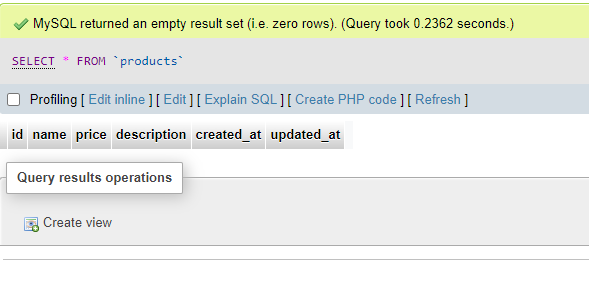 MySQL returned an empty result set (i.e. zero rows). (Query took 0.2362 seconds.)
SELECT * FROM `products`
Profiling [ Edit inline ] [ Edit ] [ Explain SQL ] [ Create PHP code ] [ Refresh ]
id name price description created_at updated_at
Query results operations
Create view